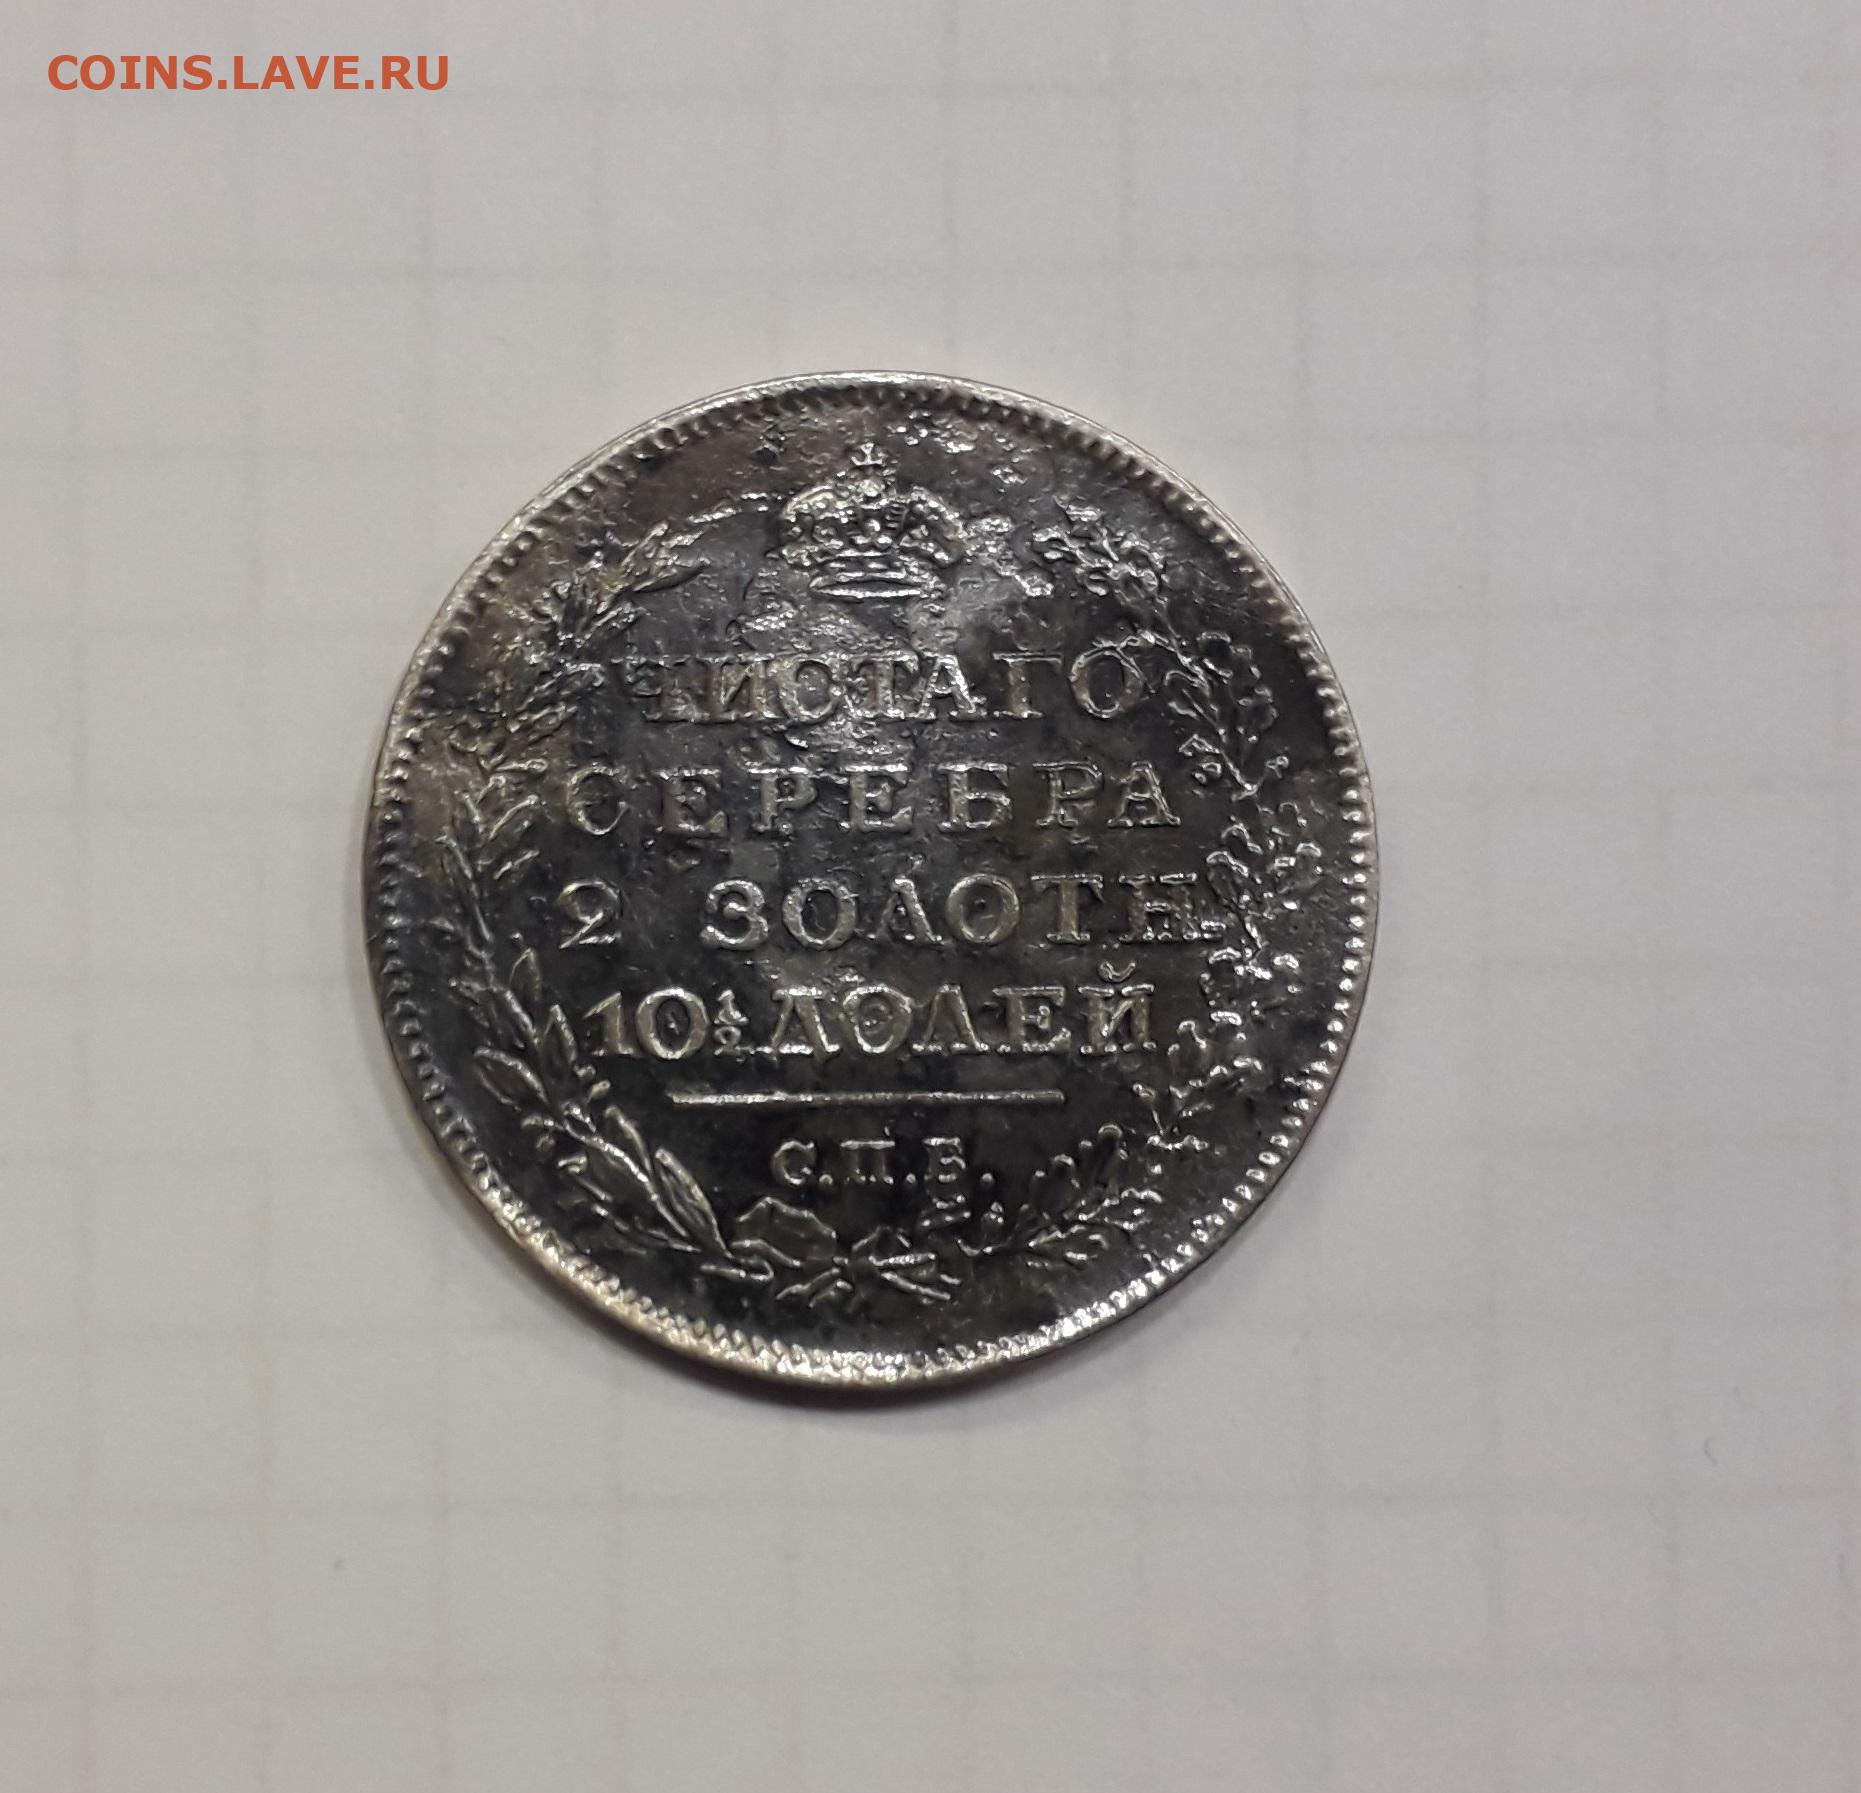 COINS.LAVE.RU
ЧИСТАГО
СЕРЕБРА
2 ЗОЛОТН.
10½ ДОЛЕЙ
С.П.Б.